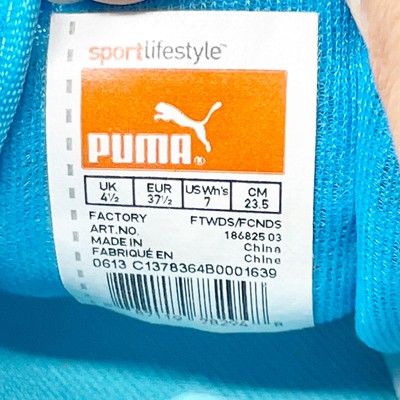 sportlifestyle™
PUMA®
UK EUR US Wn's CM
4½ 37½ 7 23.5
FACTORY FTWDS/FCNDS
ART.NO. 186825 03
MADE IN China
FABRIQUÉ EN Chine
0613 C1378364B0001639